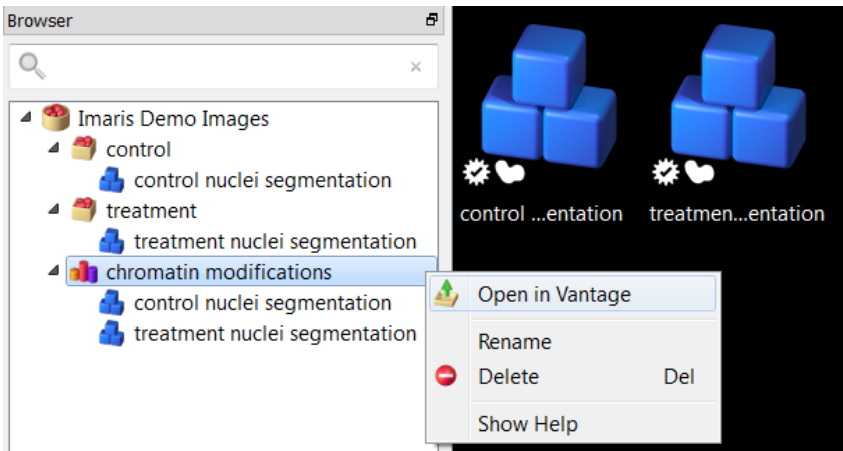 Browser
Imaris Demo Images
control
control nuclei segmentation
treatment
treatment nuclei segmentation
chromatin modifications
control nuclei segmentation
treatment nuclei segmentation
control ...entation
treatmen...entation
Open in Vantage
Rename
Delete Del
Show Help